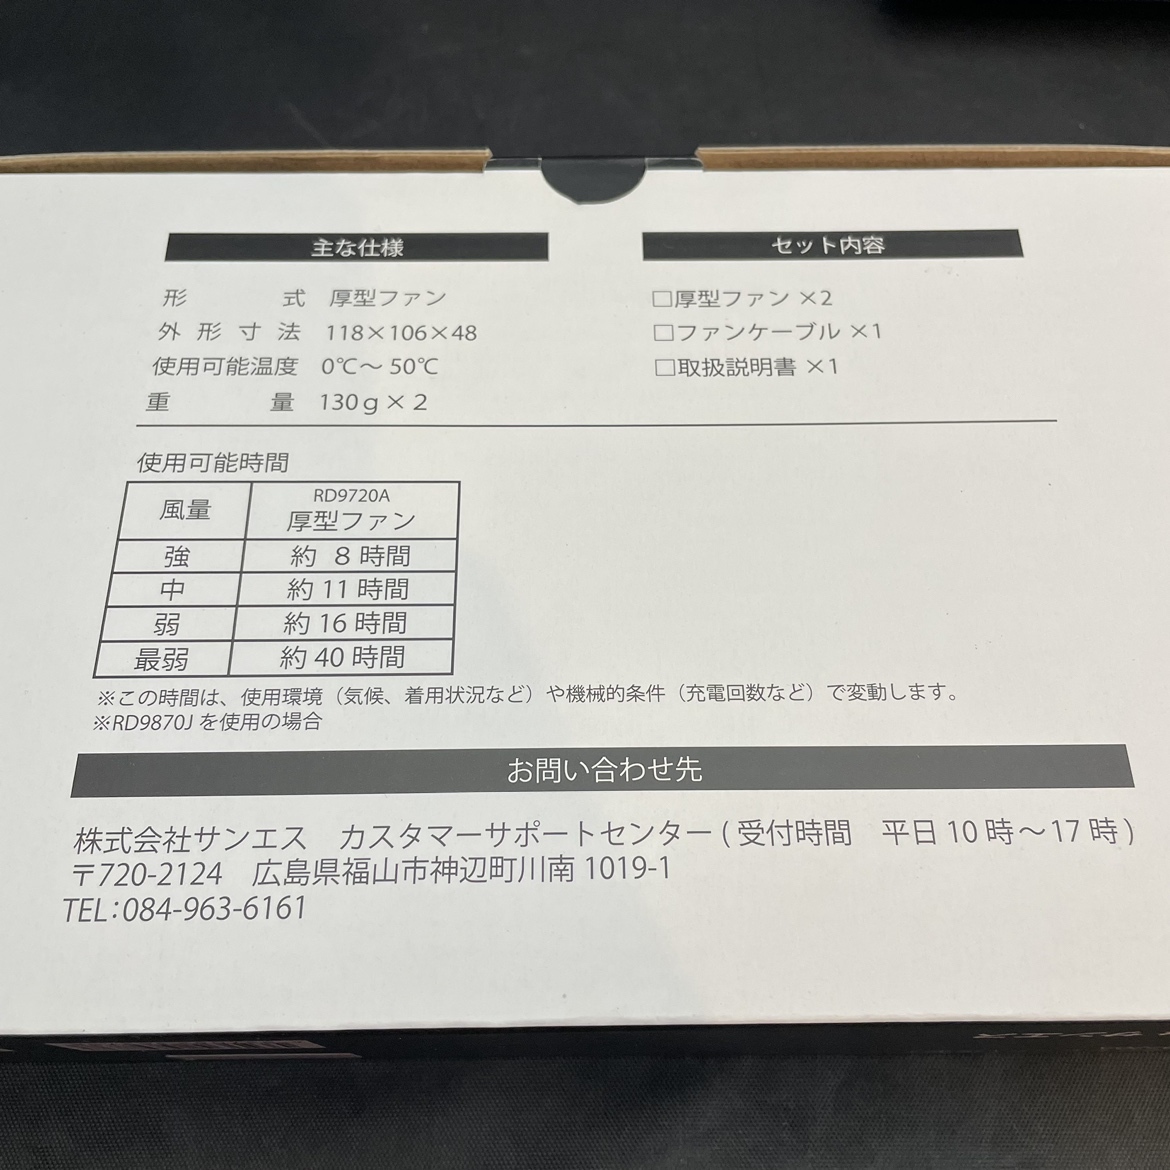 主な仕様
形式 厚型ファン
外形寸法 118×106×48
使用可能温度 0℃～50℃
重量 130g×2
セット内容
□厚型ファン ×2
□ファンケーブル ×1
□取扱説明書 ×1
使用可能時間
風量 RD9720A 厚型ファン
強 約 8 時間
中 約 11 時間
弱 約 16 時間
最弱 約 40 時間
※この時間は、使用環境（気候、着用状況など）や機械的条件（充電回数など）で変動します。
※RD9870J を使用の場合
お問い合わせ先
株式会社サンエス カスタマーサポートセンター（受付時間 平日 10 時～17 時）
〒720-2124 広島県福山市神辺町川南 1019-1
TEL:084-963-6161